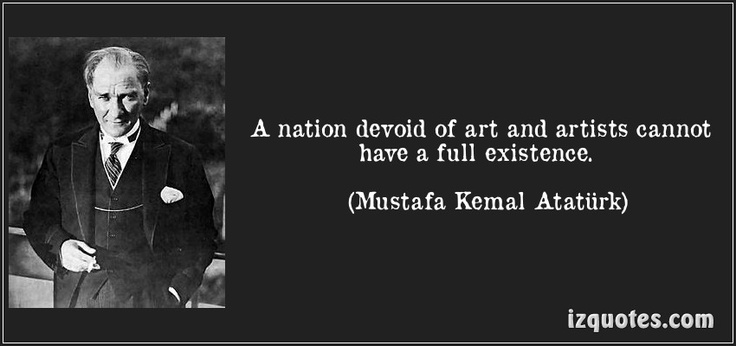 A nation devoid of art and artists cannot
have a full existence.
(Mustafa Kemal Atatürk)
izquotes.com